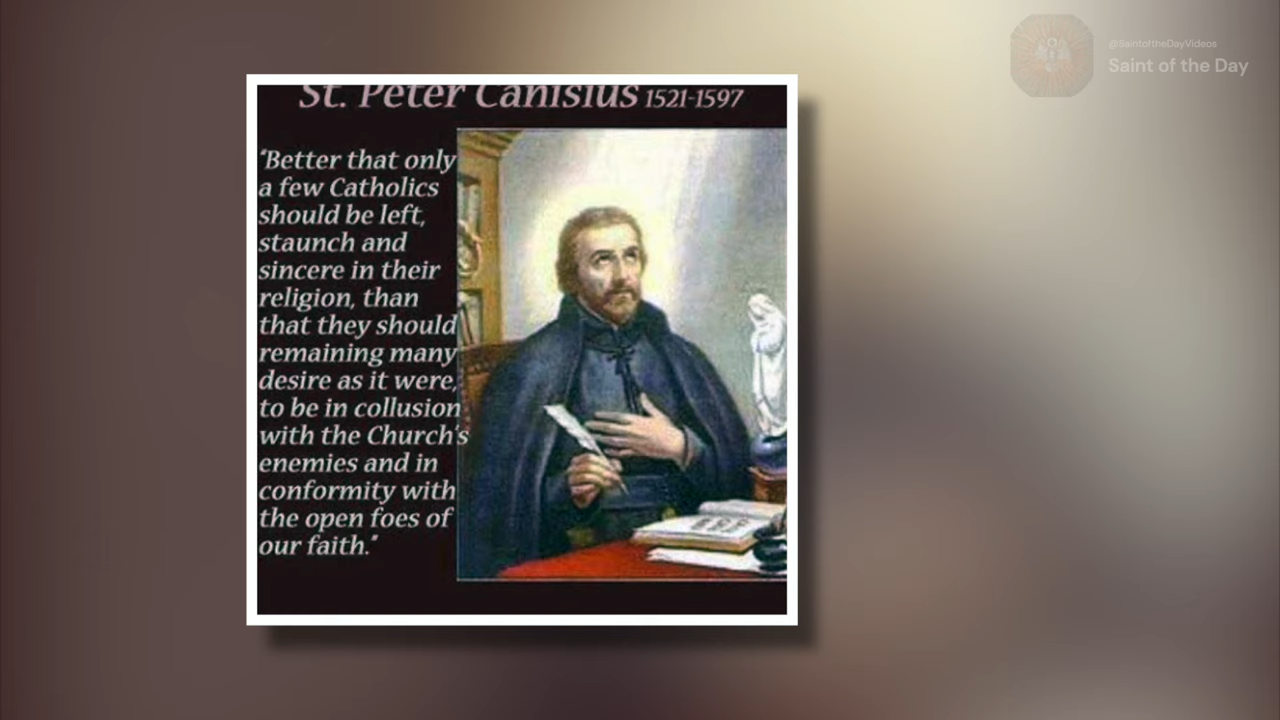 @SaintoftheDayVideos
Saint of the Day
St. Peter Canisius 1521-1597
“Better that only
a few Catholics
should be left,
staunch and
sincere in their
religion, than
that they should
remaining many
desire as it were,
to be in collusion
with the Church's
enemies and in
conformity with
the open foes of
our faith.”